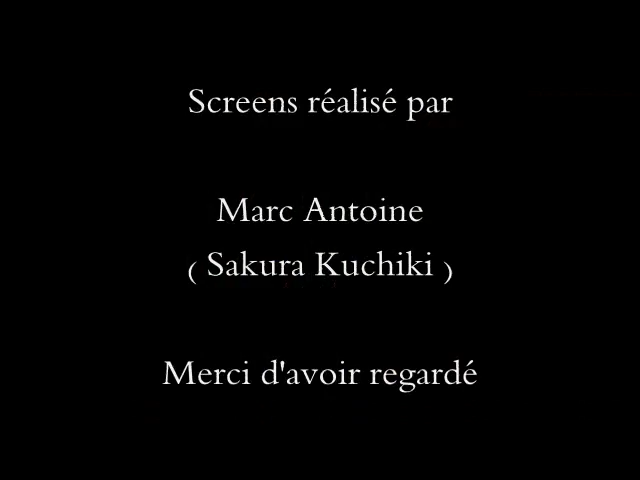 Screens réalisé par
Marc Antoine
( Sakura Kuchiki )
Merci d'avoir regardé